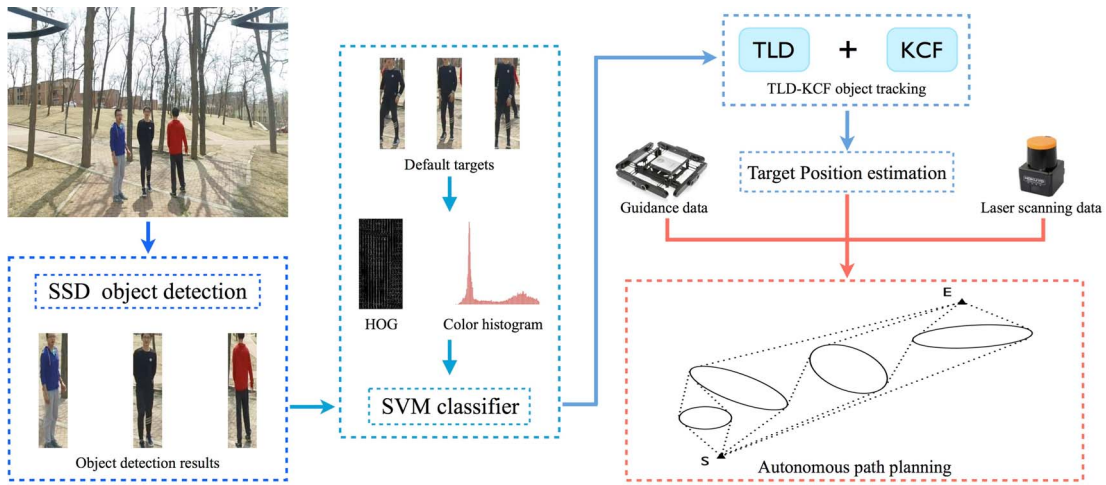 SSD object detection
Object detection results
Default targets
HOG
Color histogram
SVM classifier
TLD + KCF
TLD-KCF object tracking
Target Position estimation
Guidance data
Laser scanning data
E
S
Autonomous path planning